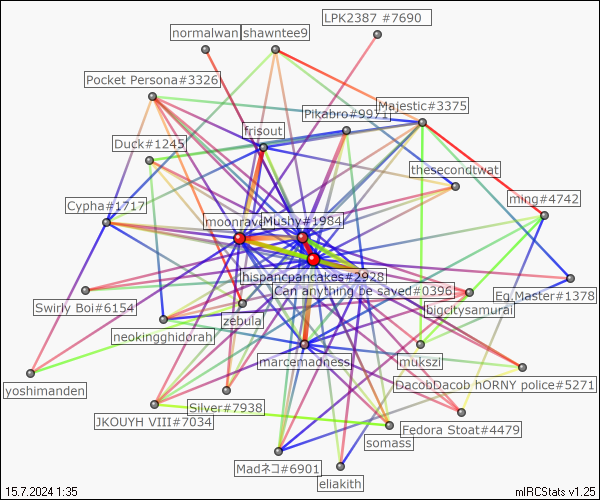 LPK2387 #7690
normalwan
shawntee9
Pocket Persona#3326
Majestic#3375
Pikabro#9971
frisout
Duck#1245
thesecondtwat
ming#4742
Cypha#1717
Mushy#1984
hispancpancakes#2928
Can anything be saved#0396
Eg.Master#1378
Swirly Boi#6154
bigcitysamurai
zebula
neokingghidorah
marcemadness
mukszi
yoshimanden
DacobDacob hORNY police#5271
Silver#7938
JKOUYH VIII#7034
Fedora Stoat#4479
somass
Madネコ#6901
eliakith
15.7.2024 1:35
mIRCStats v1.25